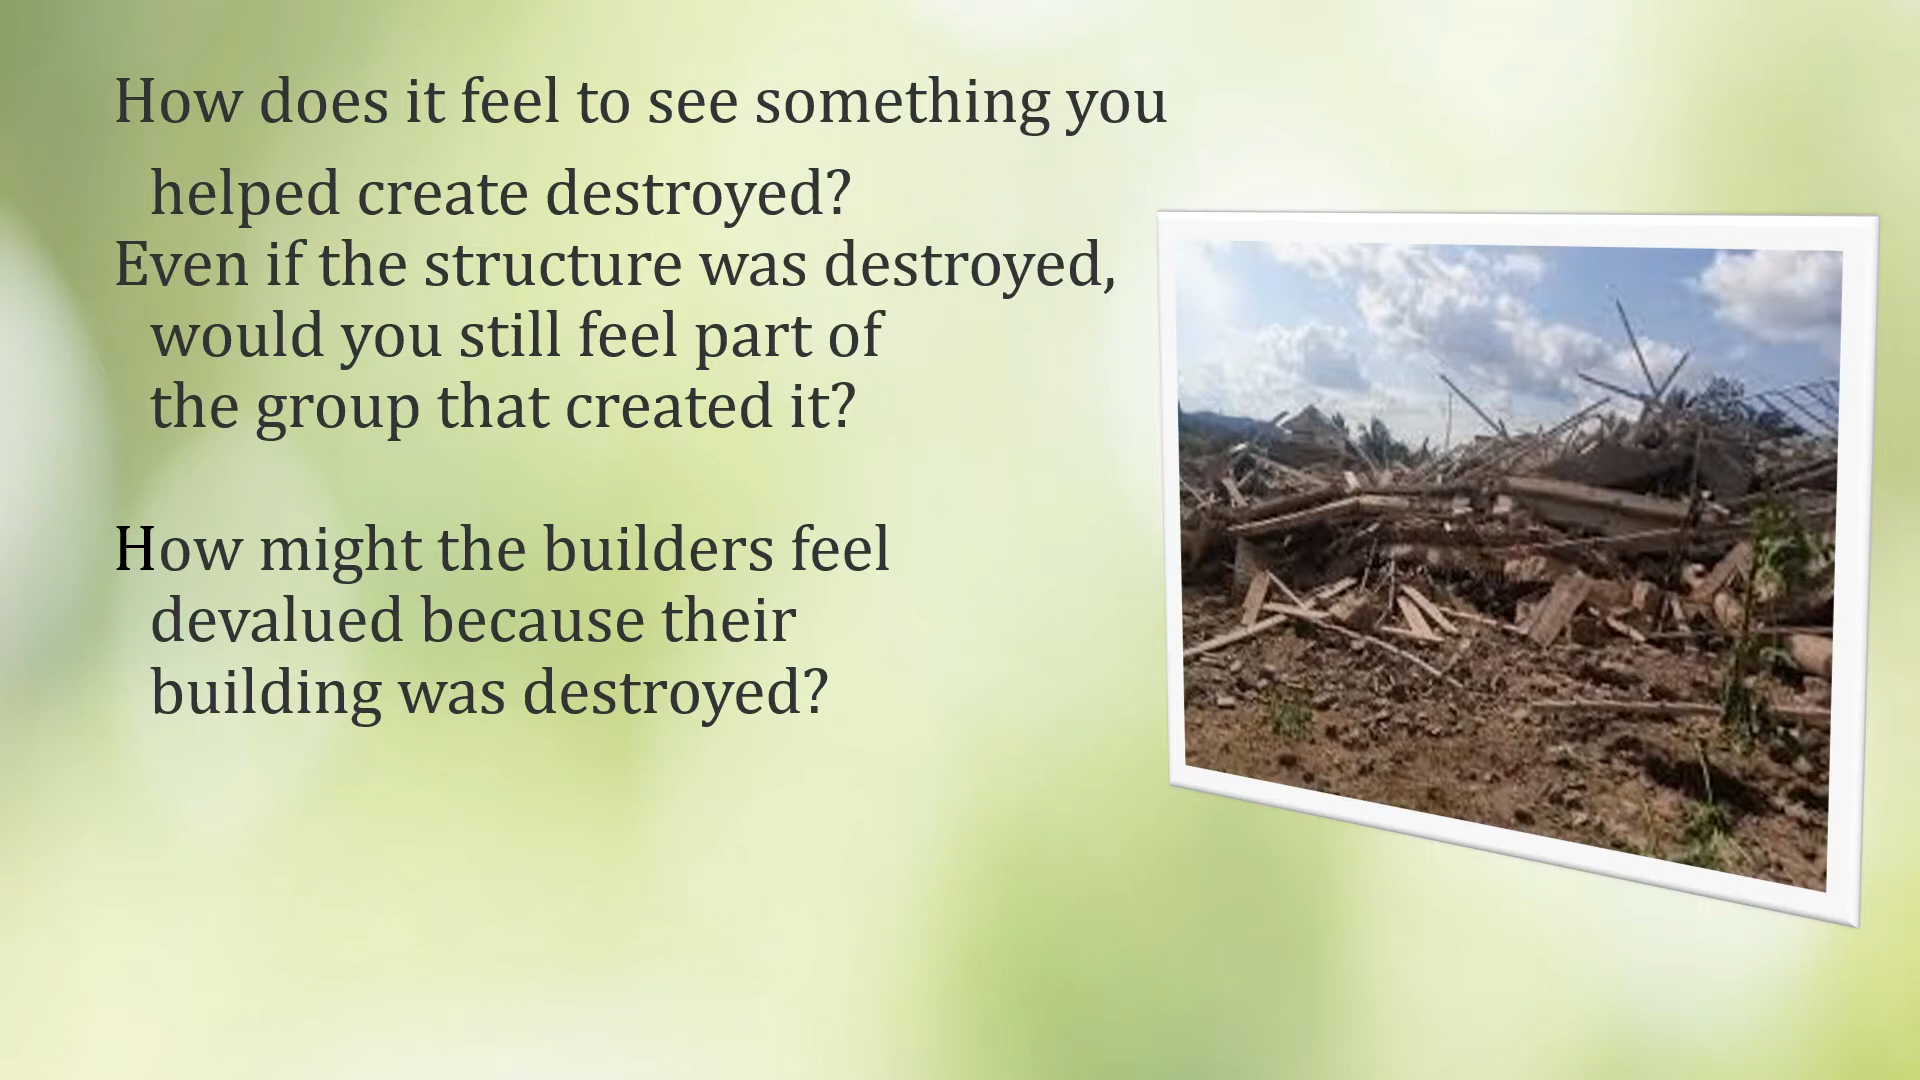 How does it feel to see something you
helped create destroyed?
Even if the structure was destroyed,
would you still feel part of
the group that created it?
How might the builders feel
devalued because their
building was destroyed?